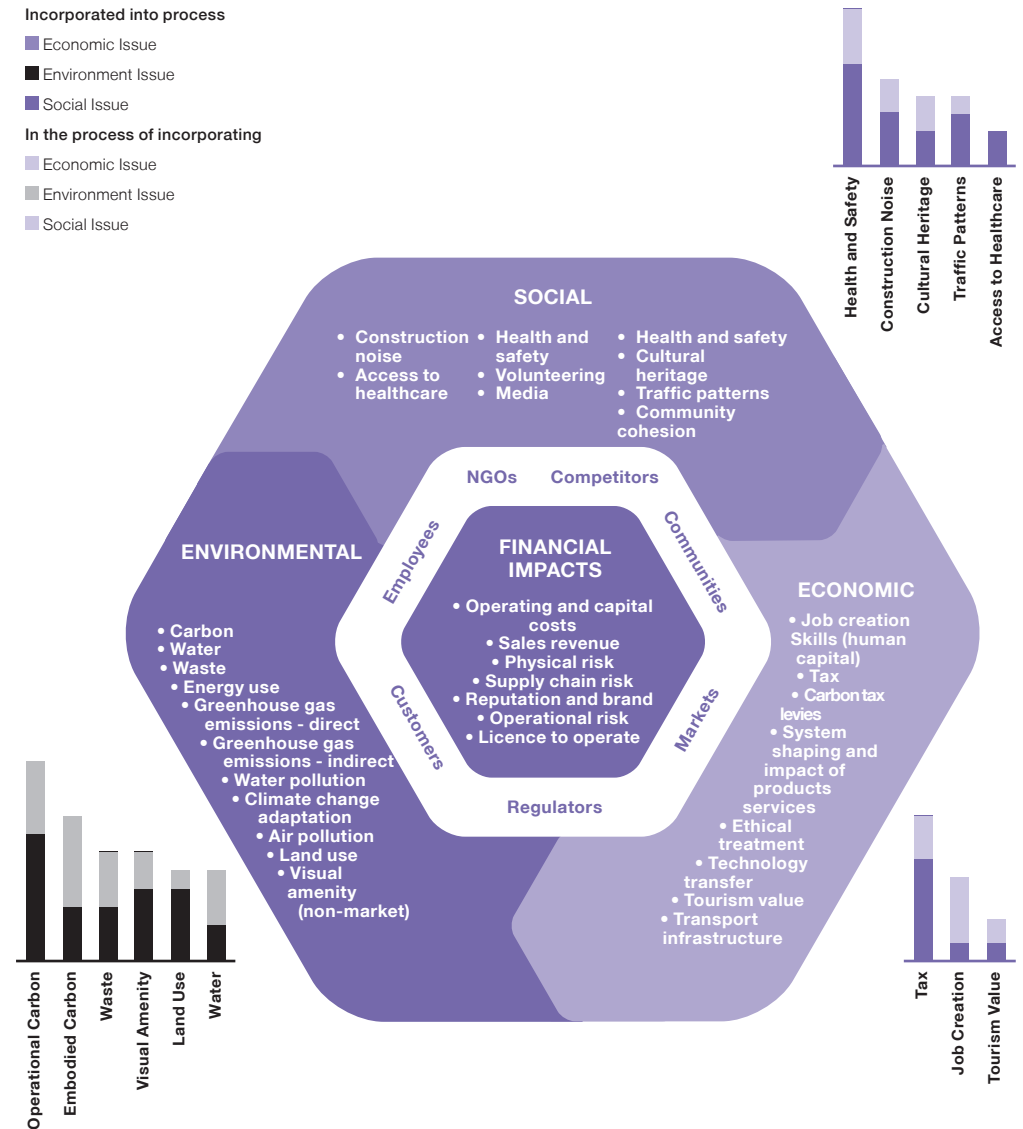 Incorporated into process
Economic Issue
Environment Issue
Social Issue
In the process of incorporating
Economic Issue
Environment Issue
Social Issue
Health and Safety
Construction Noise
Cultural Heritage
Traffic Patterns
Access to Healthcare
SOCIAL
• Construction
noise
• Access to
healthcare
• Health and
safety
• Volunteering
• Media
• Health and safety
• Cultural
heritage
• Traffic patterns
• Community
cohesion
NGOs
Competitors
Employees
Communities
Customers
Markets
Regulators
FINANCIAL
IMPACTS
• Operating and capital
costs
• Sales revenue
• Physical risk
• Supply chain risk
• Reputation and brand
• Operational risk
• Licence to operate
ENVIRONMENTAL
• Carbon
• Water
• Waste
• Energy use
• Greenhouse gas
emissions - direct
• Greenhouse gas
emissions - indirect
• Water pollution
• Climate change
adaptation
• Air pollution
• Land use
• Visual
amenity
(non-market)
ECONOMIC
• Job creation
Skills (human
capital)
• Tax
• Carbon tax
levies
• System
shaping and
impact of
products
services
• Ethical
treatment
• Technology
transfer
• Tourism value
• Transport
infrastructure
Operational Carbon
Embodied Carbon
Waste
Visual Amenity
Land Use
Water
Tax
Job Creation
Tourism Value